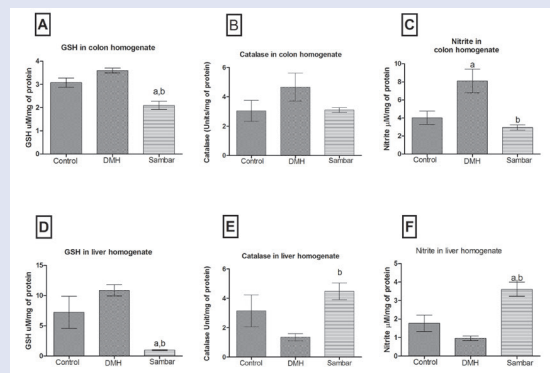 A
GSH in colon homogenate
GSH uM/mg of protein
4
3
2
1
0
a,b
Control DMH Sambar
B
Catalase in colon homogenate
Catalase (Units/mg of protein)
6
4
2
0
Control DMH Sambar
C
Nitrite in
colon homogenate
Nitrite µM/mg of protein
10
8
6
4
2
0
a
b
Control DMH Sambar
D
GSH in liver homogenate
GSH uM/mg of protein
15
10
5
0
a,b
Control DMH Sambar
E
Catalase in liver homogenate
Catalase Unit/mg of protein)
6
4
2
0
b
Control DMH Sambar
F
Nitrite in liver homogenate
Nitrite µM/mg of protein
5
4
3
2
1
0
a,b
Control DMH Sambar